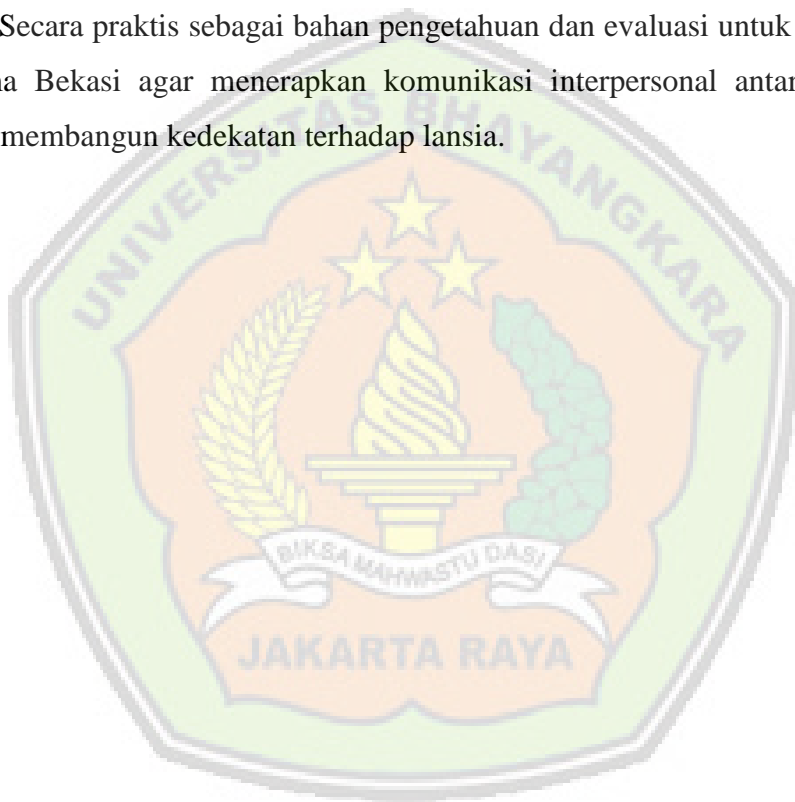 Secara praktis sebagai bahan pengetahuan dan evaluasi untuk
na Bekasi agar menerapkan komunikasi interpersonal antar
membangun kedekatan terhadap lansia.
UNIVERSITAS BHAYANGKARA
BIKSA MAHWASTU DASI
JAKARTA RAYA